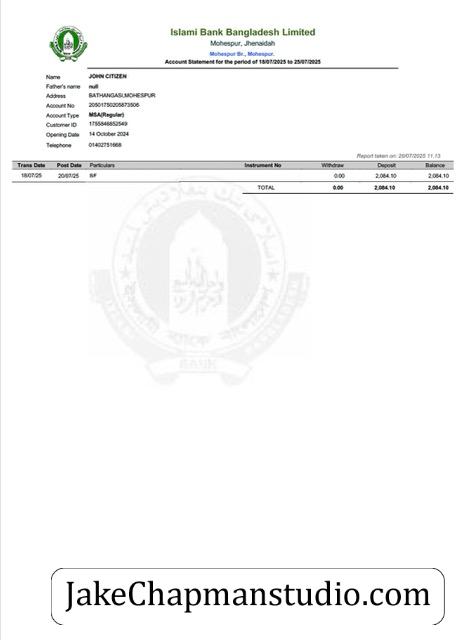 Islami Bank Bangladesh Limited
Mohespur, Jhenaidah
Mohespur Br., Mohespur.
Account Statement for the period of 18/07/2025 to 25/07/2025
Name JOHN CITIZEN
Father's name null
Address BATHANGASI,MOHESPUR
Account No 20501750205873506
Account Type MSA(Regular)
Customer ID 1755846852549
Opening Date 14 October 2024
Telephone 01402751668
Report taken on: 20/07/2025 11.13
Trans Date Post Date Particulars Instrument No Withdraw Deposit Balance
18/07/25 20/07/25 B/F 0.00 2,084.10 2,084.10
TOTAL 0.00 2,084.10 2,084.10
BANK
JakeChapmanstudio.com